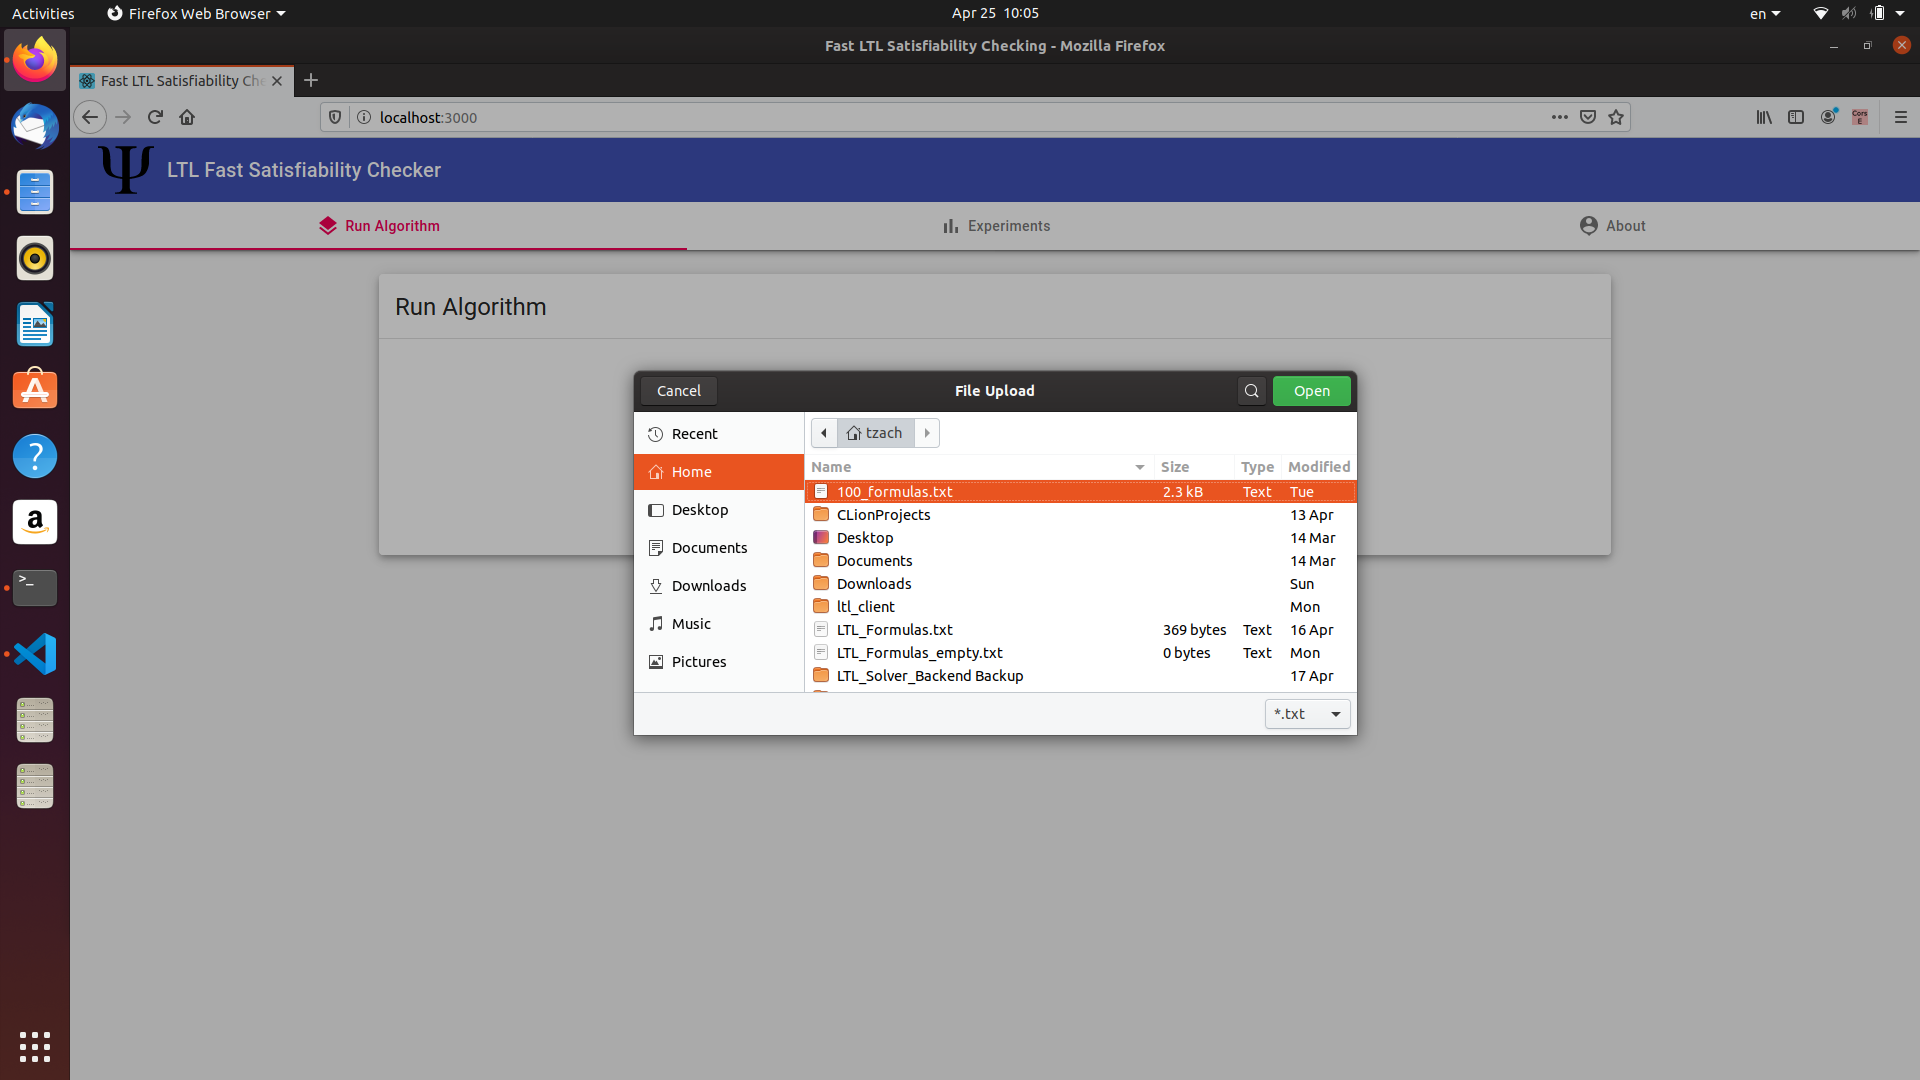 Activities Firefox Web Browser Apr 25 10:05 en
Fast LTL Satisfiability Checking - Mozilla Firefox
Fast LTL Satisfiability Che
localhost:3000
Cors
E
Ψ LTL Fast Satisfiability Checker
Run Algorithm Experiments About
Run Algorithm
Cancel File Upload Open
Recent
Home
Desktop
Documents
Downloads
Music
Pictures
tzach
Name Size Type Modified
100_formulas.txt 2.3 kB Text Tue
CLionProjects 13 Apr
Desktop 14 Mar
Documents 14 Mar
Downloads Sun
ltl_client Mon
LTL_Formulas.txt 369 bytes Text 16 Apr
LTL_Formulas_empty.txt 0 bytes Text Mon
LTL_Solver_Backend Backup 17 Apr
*.txt